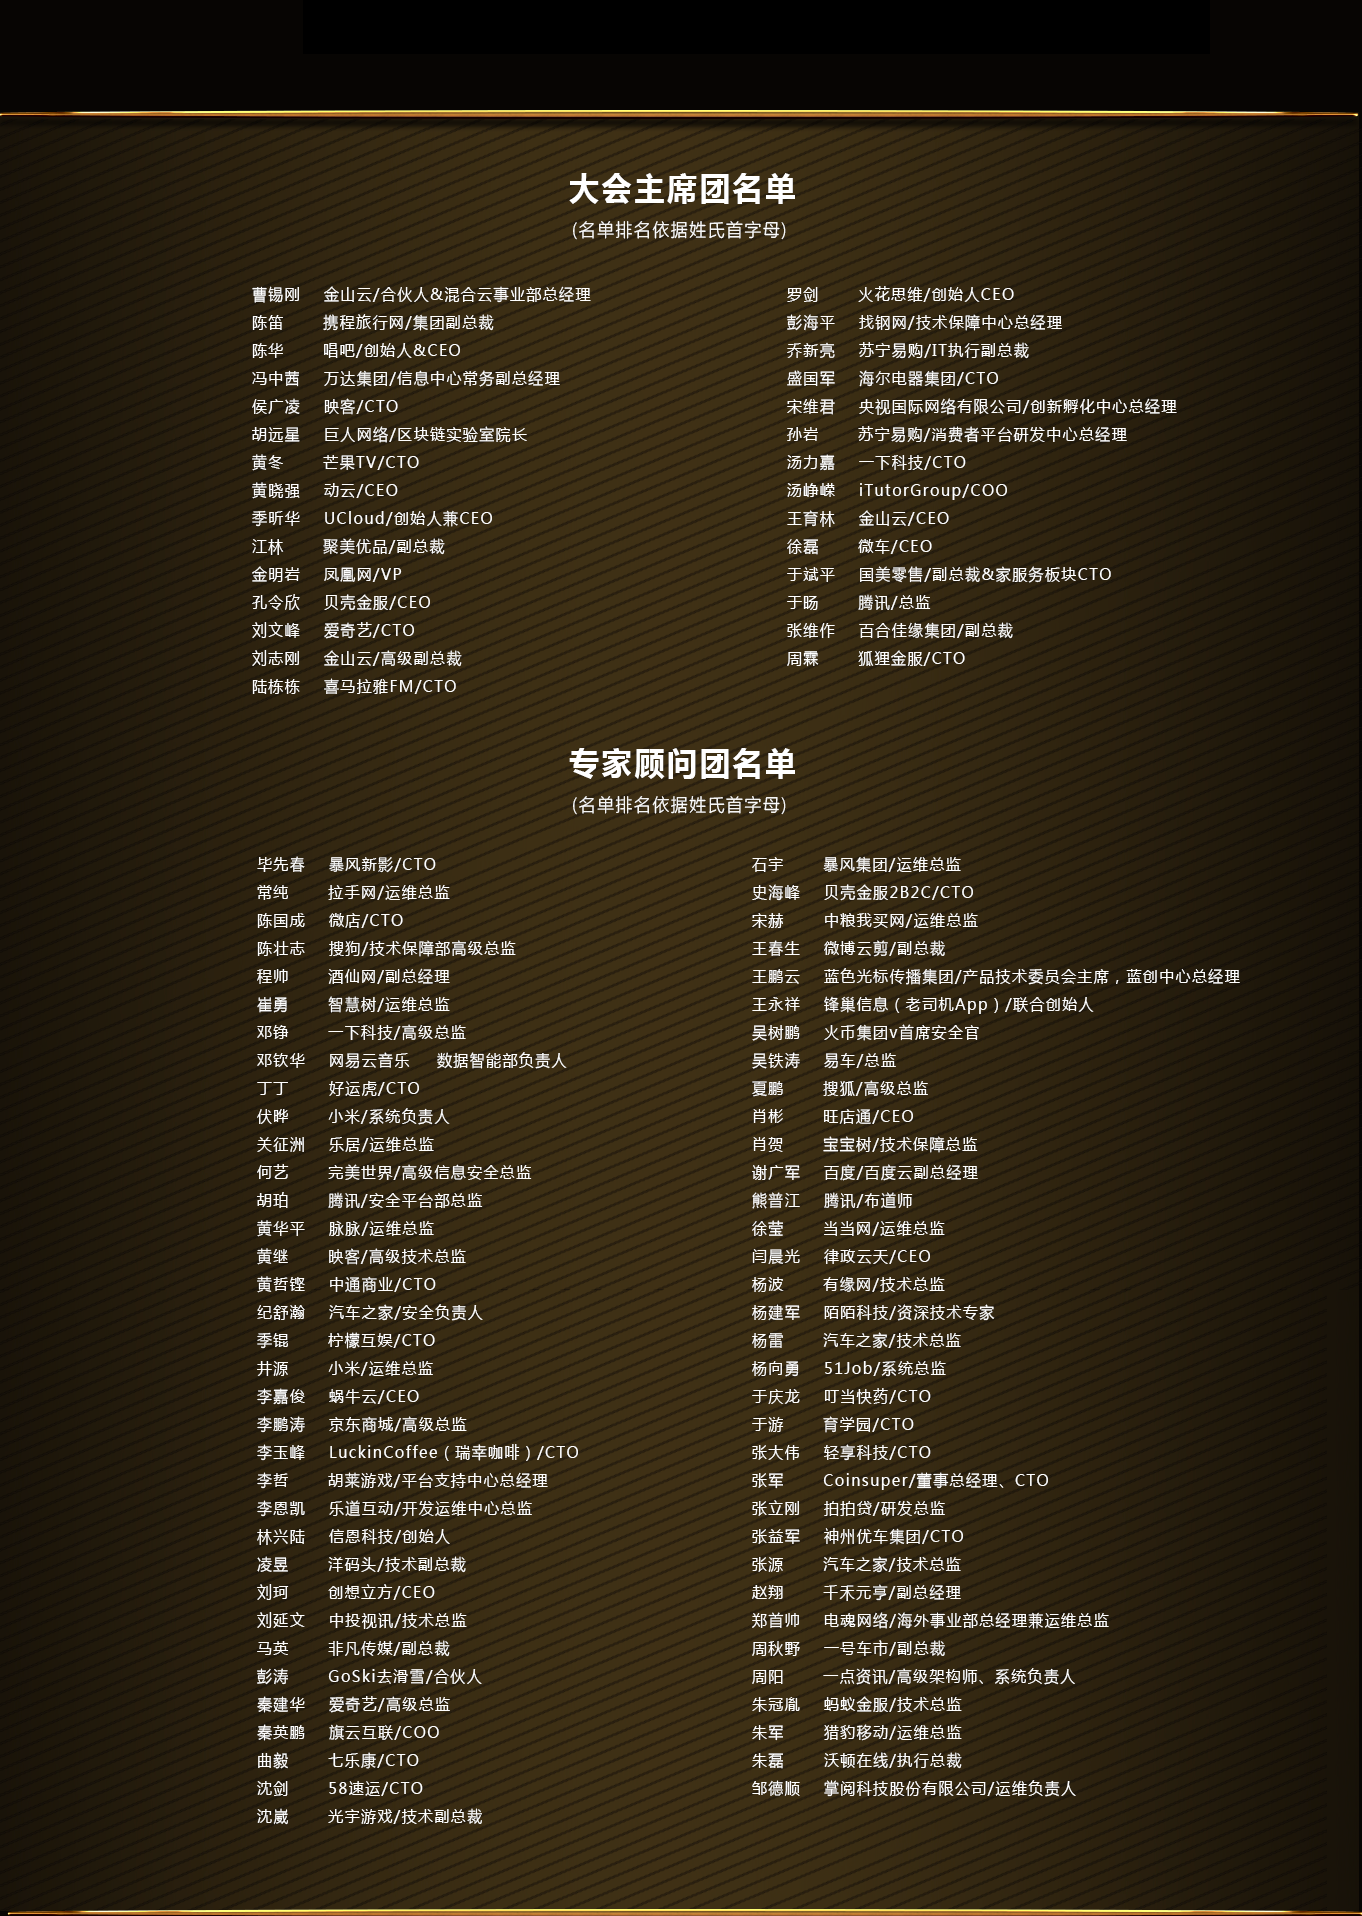 大会主席团名单
(名单排名依据姓氏首字母)
曹锡刚 金山云/合伙人&混合云事业部总经理
陈笛 携程旅行网/集团副总裁
陈华 唱吧/创始人&CEO
冯中茜 万达集团/信息中心常务副总经理
侯广凌 映客/CTO
胡远星 巨人网络/区块链实验室院长
黄冬 芒果TV/CTO
黄晓强 动云/CEO
季昕华 UCloud/创始人兼CEO
江林 聚美优品/副总裁
金明岩 凤凰网/VP
孔令欣 贝壳金服/CEO
刘文峰 爱奇艺/CTO
刘志刚 金山云/高级副总裁
陆栋栋 喜马拉雅FM/CTO
罗剑 火花思维/创始人CEO
彭海平 找钢网/技术保障中心总经理
乔新亮 苏宁易购/IT执行副总裁
盛国军 海尔电器集团/CTO
宋维君 央视国际网络有限公司/创新孵化中心总经理
孙岩 苏宁易购/消费者平台研发中心总经理
汤力嘉 一下科技/CTO
汤峥嵘 iTutorGroup/COO
王育林 金山云/CEO
徐磊 微车/CEO
于斌平 国美零售/副总裁&家服务板块CTO
于旸 腾讯/总监
张维作 百合佳缘集团/副总裁
周霖 狐狸金服/CTO
专家顾问团名单
(名单排名依据姓氏首字母)
毕先春 暴风新影/CTO
常纯 拉手网/运维总监
陈国成 微店/CTO
陈壮志 搜狗/技术保障部高级总监
程帅 酒仙网/副总经理
崔勇 智慧树/运维总监
邓铮 一下科技/高级总监
邓钦华 网易云音乐 数据智能部负责人
丁丁 好运虎/CTO
伏晔 小米/系统负责人
关征洲 乐居/运维总监
何艺 完美世界/高级信息安全总监
胡珀 腾讯/安全平台部总监
黄华平 脉脉/运维总监
黄继 映客/高级技术总监
黄哲铿 中通商业/CTO
纪舒瀚 汽车之家/安全负责人
季锟 柠檬互娱/CTO
井源 小米/运维总监
李嘉俊 蜗牛云/CEO
李鹏涛 京东商城/高级总监
李玉峰 LuckinCoffee（瑞幸咖啡）/CTO
李哲 胡莱游戏/平台支持中心总经理
李恩凯 乐道互动/开发运维中心总监
林兴陆 信恩科技/创始人
凌昱 洋码头/技术副总裁
刘珂 创想立方/CEO
刘延文 中投视讯/技术总监
马英 非凡传媒/副总裁
彭涛 GoSki去滑雪/合伙人
秦建华 爱奇艺/高级总监
秦英鹏 旗云互联/COO
曲毅 七乐康/CTO
沈剑 58速运/CTO
沈崴 光宇游戏/技术副总裁
石宇 暴风集团/运维总监
史海峰 贝壳金服2B2C/CTO
宋赫 中粮我买网/运维总监
王春生 微博云剪/副总裁
王鹏云 蓝色光标传播集团/产品技术委员会主席，蓝创中心总经理
王永祥 锋巢信息（老司机App）/联合创始人
吴树鹏 火币集团v首席安全官
吴铁涛 易车/总监
夏鹏 搜狐/高级总监
肖彬 旺店通/CEO
肖贺 宝宝树/技术保障总监
谢广军 百度/百度云副总经理
熊普江 腾讯/布道师
徐莹 当当网/运维总监
闫晨光 律政云天/CEO
杨波 有缘网/技术总监
杨建军 陌陌科技/资深技术专家
杨雷 汽车之家/技术总监
杨向勇 51Job/系统总监
于庆龙 叮当快药/CTO
于游 育学园/CTO
张大伟 轻享科技/CTO
张军 Coinsuper/董事总经理、CTO
张立刚 拍拍贷/研发总监
张益军 神州优车集团/CTO
张源 汽车之家/技术总监
赵翔 千禾元亨/副总经理
郑首帅 电魂网络/海外事业部总经理兼运维总监
周秋野 一号车市/副总裁
周阳 一点资讯/高级架构师、系统负责人
朱冠胤 蚂蚁金服/技术总监
朱军 猎豹移动/运维总监
朱磊 沃顿在线/执行总裁
邹德顺 掌阅科技股份有限公司/运维负责人